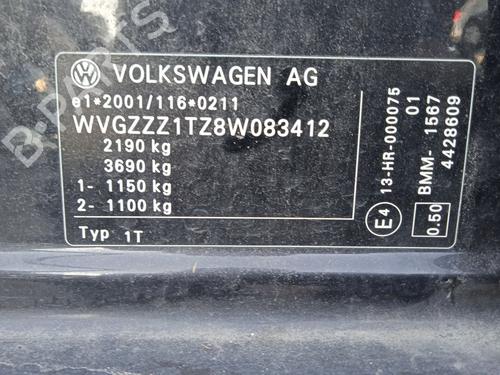 VOLKSWAGEN AG
e1*2001/116*0211
WVGZZZ1TZ8W083412
2190 kg
3690 kg
1- 1150 kg
2- 1100 kg
Typ 1T
E4
13-HR-000075
01
0.50
BMM- 1567
4428609
B-PARTS